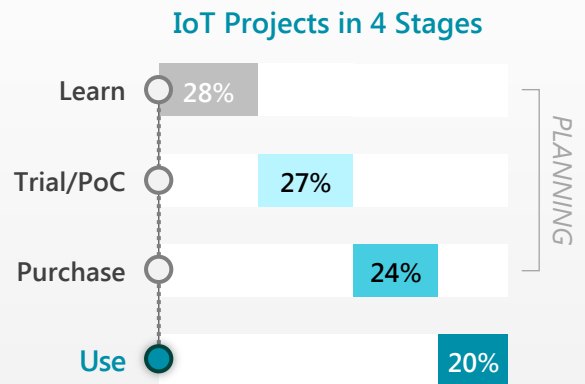 IoT Projects in 4 Stages
Learn
28%
Trial/PoC
27%
Purchase
24%
Use
20%
PLANNING